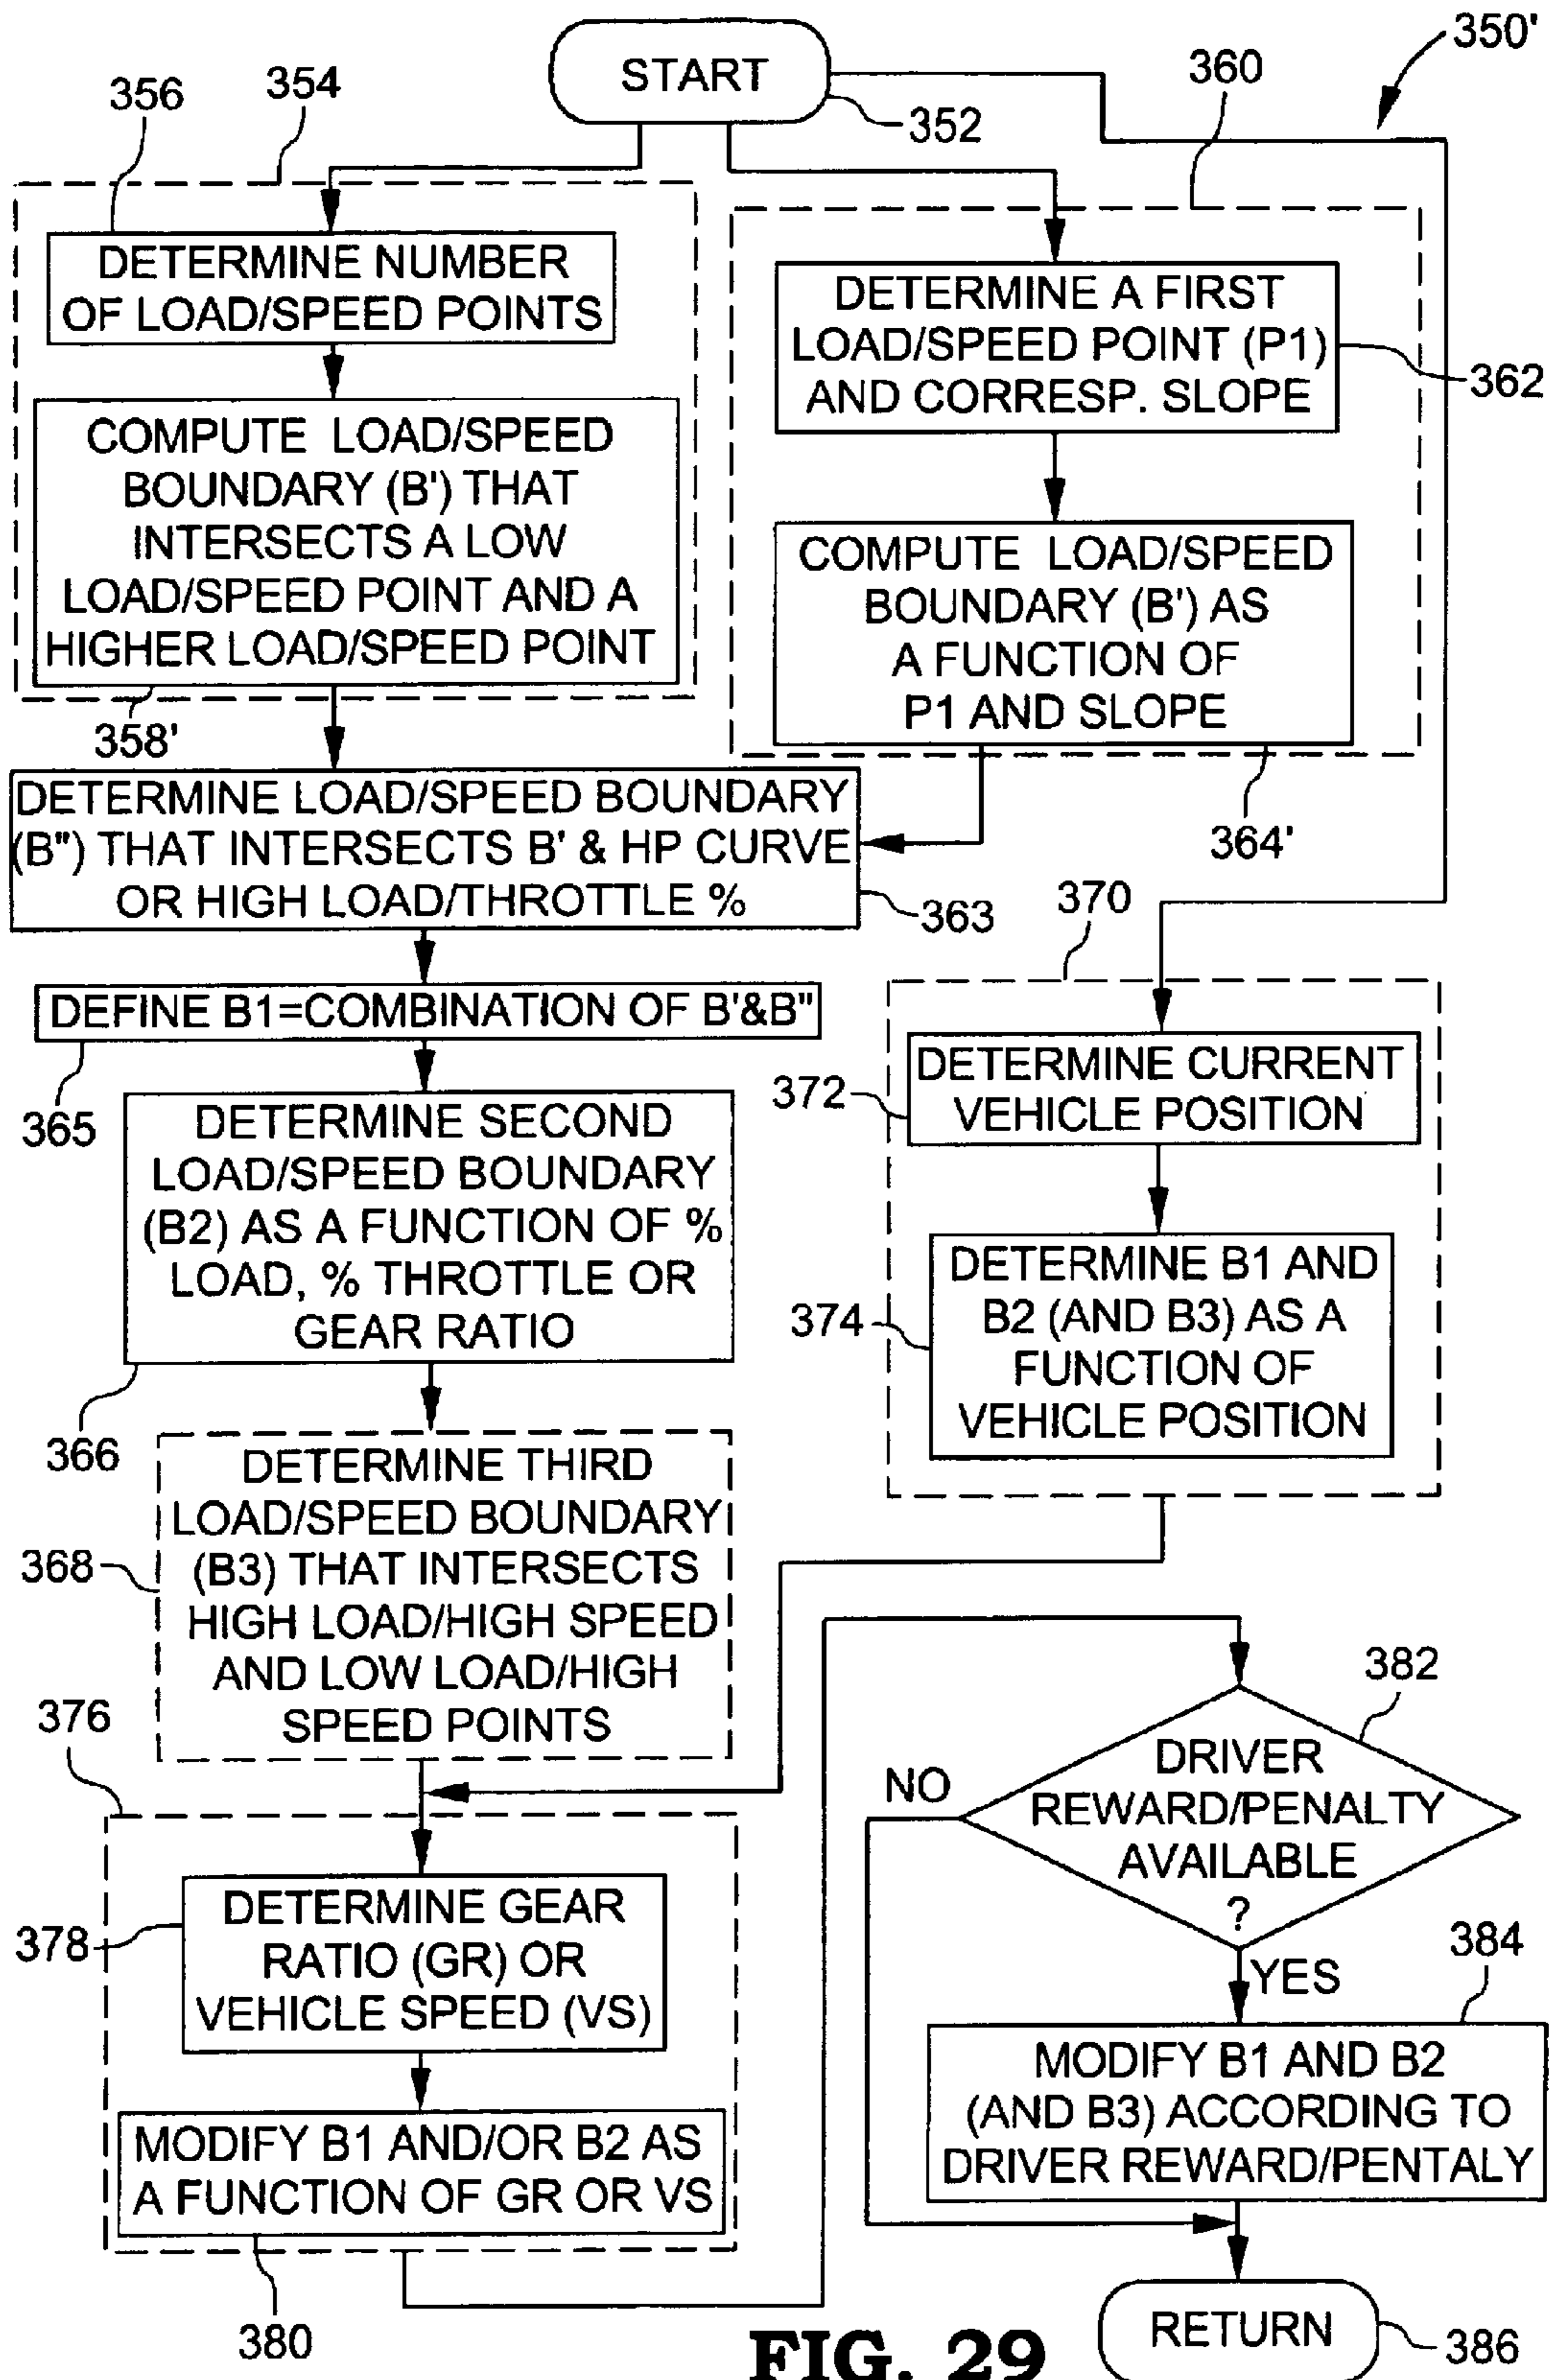 350'
START
352
354
356
360
DETERMINE NUMBER
OF LOAD/SPEED POINTS
COMPUTE LOAD/SPEED
BOUNDARY (B') THAT
INTERSECTS A LOW
LOAD/SPEED POINT AND A
HIGHER LOAD/SPEED POINT
358'
DETERMINE A FIRST
LOAD/SPEED POINT (P1)
AND CORRESP. SLOPE
362
COMPUTE LOAD/SPEED
BOUNDARY (B') AS
A FUNCTION OF
P1 AND SLOPE
364'
DETERMINE LOAD/SPEED BOUNDARY
(B") THAT INTERSECTS B' & HP CURVE
OR HIGH LOAD/THROTTLE %
363
DEFINE B1=COMBINATION OF B'&B"
365
DETERMINE SECOND
LOAD/SPEED BOUNDARY
(B2) AS A FUNCTION OF %
LOAD, % THROTTLE OR
GEAR RATIO
366
370
DETERMINE CURRENT
VEHICLE POSITION
372
DETERMINE B1 AND
B2 (AND B3) AS A
FUNCTION OF
VEHICLE POSITION
374
DETERMINE THIRD
LOAD/SPEED BOUNDARY
(B3) THAT INTERSECTS
HIGH LOAD/HIGH SPEED
AND LOW LOAD/HIGH
SPEED POINTS
368
376
DETERMINE GEAR
RATIO (GR) OR
VEHICLE SPEED (VS)
378
MODIFY B1 AND/OR B2 AS
A FUNCTION OF GR OR VS
380
382
DRIVER
REWARD/PENALTY
AVAILABLE
?
NO
YES
384
MODIFY B1 AND B2
(AND B3) ACCORDING TO
DRIVER REWARD/PENTALY
RETURN
386
FIG. 29